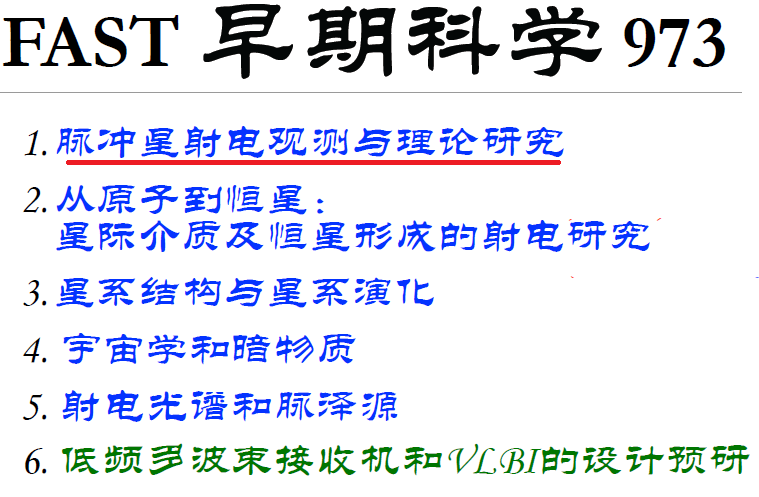 FAST 早期科学 973
1. 脉冲星射电观测与理论研究
2. 从原子到恒星：
星际介质及恒星形成的射电研究
3. 星系结构与星系演化
4. 宇宙学和暗物质
5. 射电光谱和脉泽源
6. 低频多波束接收机和VLBI的设计预研